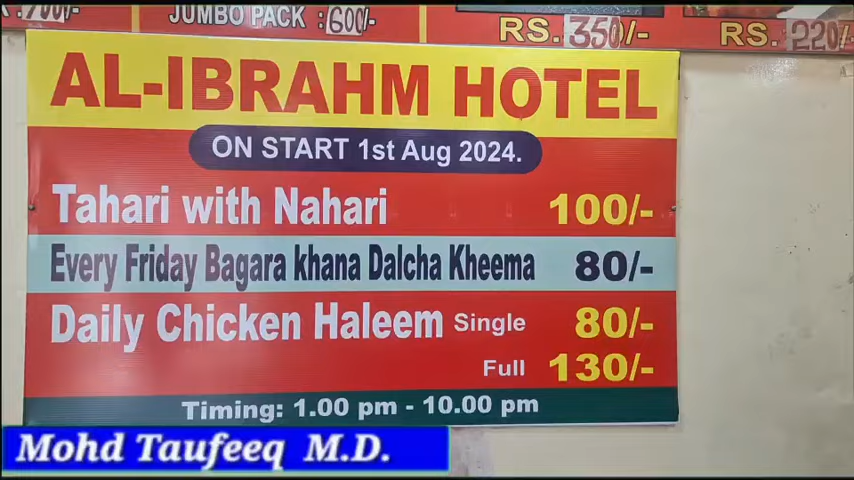 JUMBO PACK :600/-
RS.350/-
RS.220/-
AL-IBRAHM HOTEL
ON START 1st Aug 2024.
Tahari with Nahari 100/-
Every Friday Bagara khana Dalcha Kheema 80/-
Daily Chicken Haleem Single 80/-
Full 130/-
Timing: 1.00 pm - 10.00 pm
Mohd Taufeeq M.D.